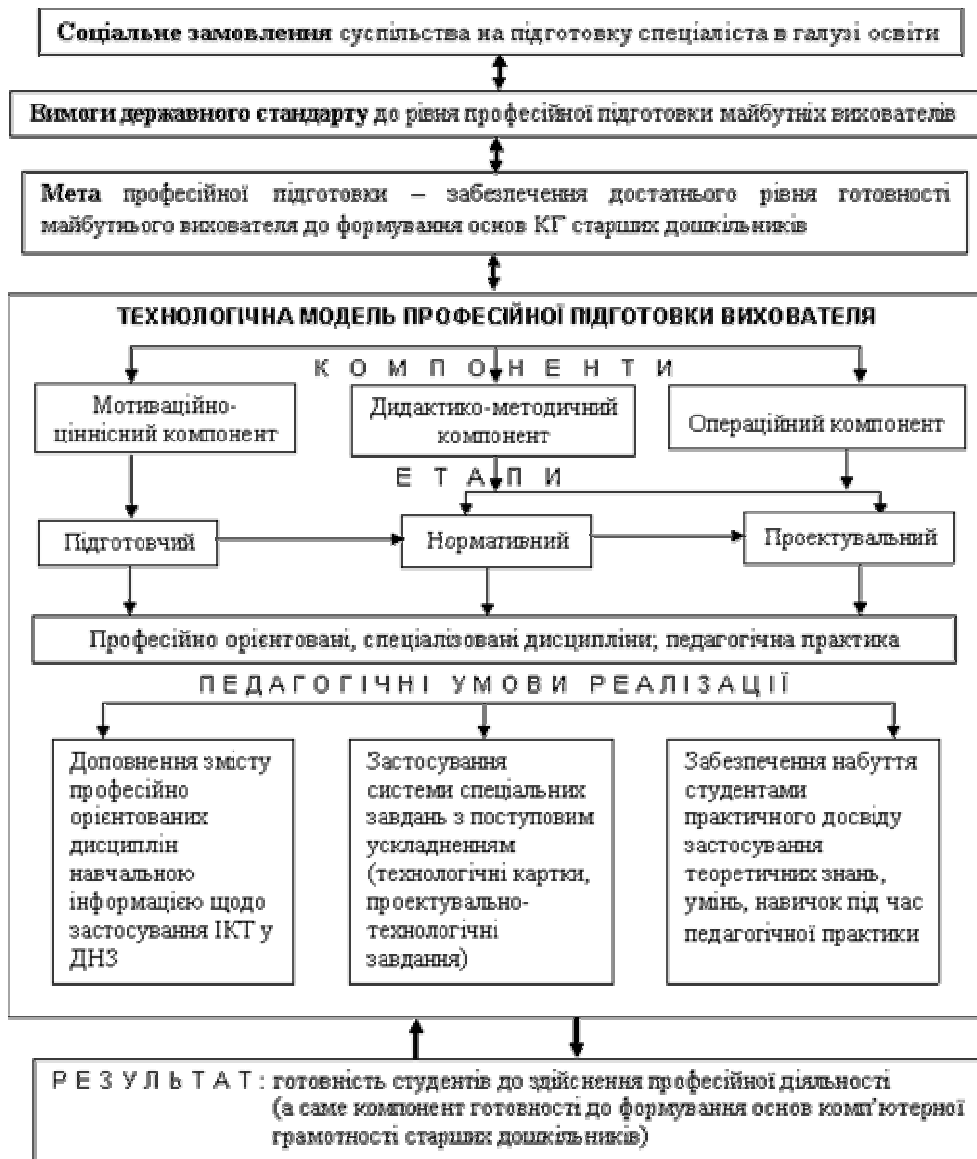 Соціальне замовлення суспільства на підготовку спеціаліста в галузі освіти
Вимоги державного стандарту до рівня професійної підготовки майбутніх вихователів
Мета професійної підготовки – забезпечення достатнього рівня готовності
майбутнього вихователя до формування основ КГ старших дошкільників
ТЕХНОЛОГІЧНА МОДЕЛЬ ПРОФЕСІЙНОЇ ПІДГОТОВКИ ВИХОВАТЕЛЯ
К О М П О Н Е Н Т И
Мотиваційно-
ціннісний компонент
Дидактико-методичний
компонент
Операційний компонент
Е Т А П И
Підготовчий
Нормативний
Проектувальний
Професійно орієнтовані, спеціалізовані дисципліни; педагогічна практика
ПЕДАГОГІЧНІ УМОВИ РЕАЛІЗАЦІЇ
Доповнення змісту
професійно
орієнтованих
дисциплін
навчальною
інформацією щодо
застосування ІКТ у
ДНЗ
Застосування
системи спеціальних
завдань з поступовим
ускладненням
(технологічні картки,
проектувально-
технологічні
завдання)
Забезпечення набуття
студентами
практичного досвіду
застосування
теоретичних знань,
умінь, навичок під час
педагогічної практики
Р Е З У Л Ь Т А Т : готовність студентів до здійснення професійної діяльності
(а саме компонент готовності до формування основ комп'ютерної
грамотності старших дошкільників)